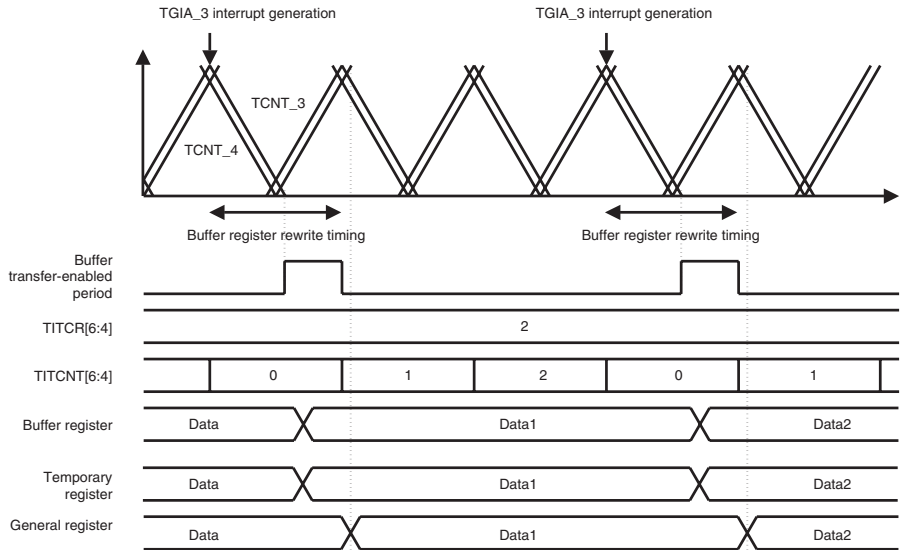 TGIA_3 interrupt generation
TGIA_3 interrupt generation
TCNT_3
TCNT_4
Buffer register rewrite timing
Buffer register rewrite timing
Buffer
transfer-enabled
period
TITCR[6:4]
2
TITCNT[6:4]
0
1
2
0
1
Buffer register
Data
Data1
Data2
Temporary
register
Data
Data1
Data2
General register
Data
Data1
Data2